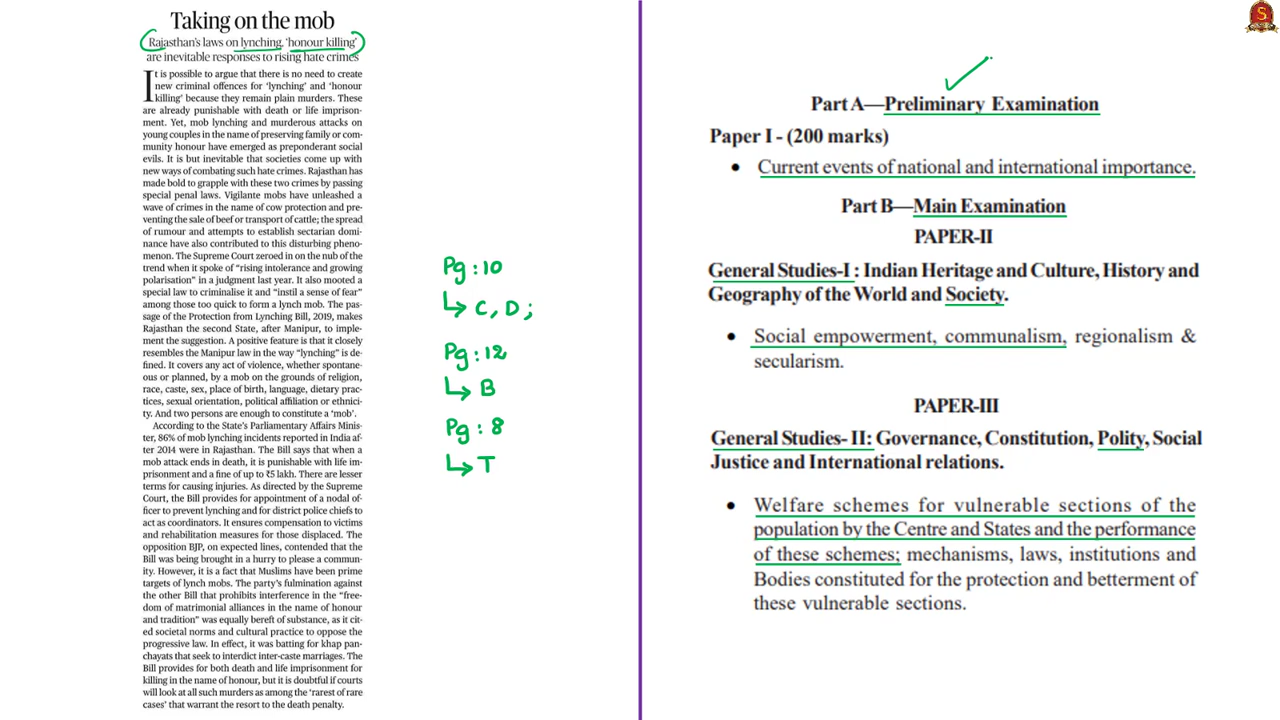 Taking on the mob
Rajasthan's laws on lynching, 'honour killing'
are inevitable responses to rising hate crimes
It is possible to argue that there is no need to create
new criminal offences for 'lynching' and 'honour
killing' because they remain plain murders. These
are already punishable with death or life imprison-
ment. Yet, mob lynching and murderous attacks on
young couples in the name of preserving family or com-
munity honour have emerged as preponderant social
evils. It is but inevitable that societies come up with
new ways of combating such hate crimes. Rajasthan has
made bold to grapple with these two crimes by passing
special penal laws. Vigilante mobs have unleashed a
wave of crimes in the name of cow protection and pre-
venting the sale of beef or transport of cattle; the spread
of rumour and attempts to establish sectarian domi-
nance have also contributed to this disturbing pheno-
menon. The Supreme Court zeroed in on the nub of the
trend when it spoke of "rising intolerance and growing
polarisation" in a judgment last year. It also mooted a
special law to criminalise it and "instil a sense of fear"
among those too quick to form a lynch mob. The pas-
sage of the Protection from Lynching Bill, 2019, makes
Rajasthan the second State, after Manipur, to imple-
ment the suggestion. A positive feature is that it closely
resembles the Manipur law in the way "lynching" is de-
fined. It covers any act of violence, whether spontane-
ous or planned, by a mob on the grounds of religion,
race, caste, sex, place of birth, language, dietary prac-
tices, sexual orientation, political affiliation or ethnici-
ty. And two persons are enough to constitute a 'mob'.
According to the State's Parliamentary Affairs Minis-
ter, 86% of mob lynching incidents reported in India af-
ter 2014 were in Rajasthan. The Bill says that when a
mob attack ends in death, it is punishable with life im-
prisonment and a fine of up to ₹5 lakh. There are lesser
terms for causing injuries. As directed by the Supreme
Court, the Bill provides for appointment of a nodal of-
ficer to prevent lynching and for district police chiefs to
act as coordinators. It ensures compensation to victims
and rehabilitation measures for those displaced. The
opposition BJP, on expected lines, contended that the
Bill was being brought in a hurry to please a commun-
ity. However, it is a fact that Muslims have been prime
targets of lynch mobs. The party's fulmination against
the other Bill that prohibits interference in the "free-
dom of matrimonial alliances in the name of honour
and tradition" was equally bereft of substance, as it cit-
ed societal norms and cultural practice to oppose the
progressive law. In effect, it was batting for khap pan-
chayats that seek to interdict inter-caste marriages. The
Bill provides for both death and life imprisonment for
killing in the name of honour, but it is doubtful if courts
will look at all such murders as among the 'rarest of rare
cases' that warrant the resort to the death penalty.
Pg : 10
↳ C, D ;
Pg : 12
↳ B
Pg : 8
↳ T
Part A—Preliminary Examination
Paper I - (200 marks)
• Current events of national and international importance.
Part B—Main Examination
PAPER-II
General Studies-I : Indian Heritage and Culture, History and
Geography of the World and Society.
• Social empowerment, communalism, regionalism &
secularism.
PAPER-III
General Studies- II: Governance, Constitution, Polity, Social
Justice and International relations.
• Welfare schemes for vulnerable sections of the
population by the Centre and States and the performance
of these schemes; mechanisms, laws, institutions and
Bodies constituted for the protection and betterment of
these vulnerable sections.
S